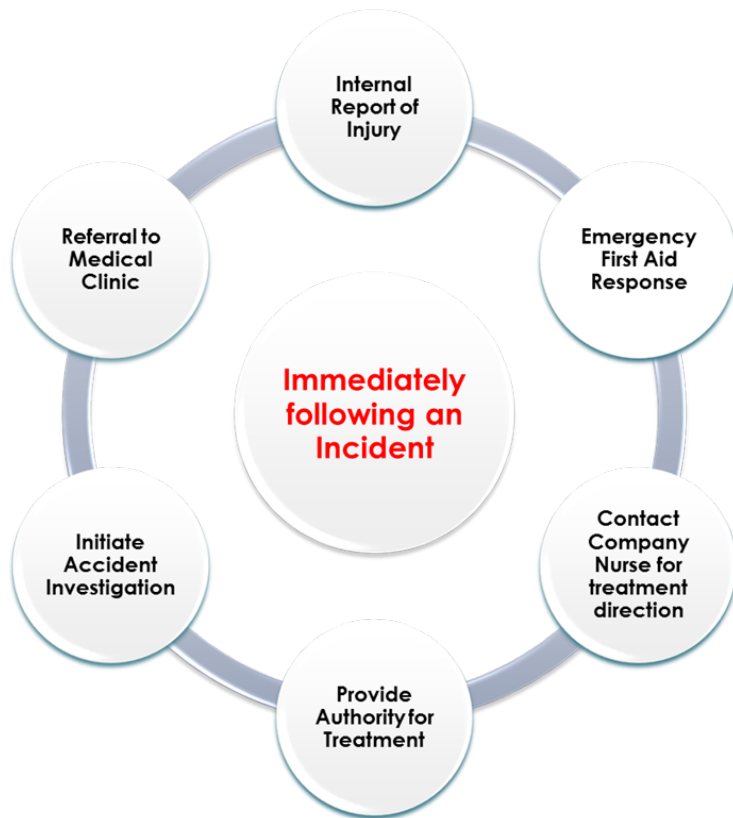 Internal
Report of
Injury
Emergency
First Aid
Response
Contact
Company
Nurse for
treatment
direction
Provide
Authority for
Treatment
Initiate
Accident
Investigation
Referral to
Medical
Clinic
Immediately
following an
Incident